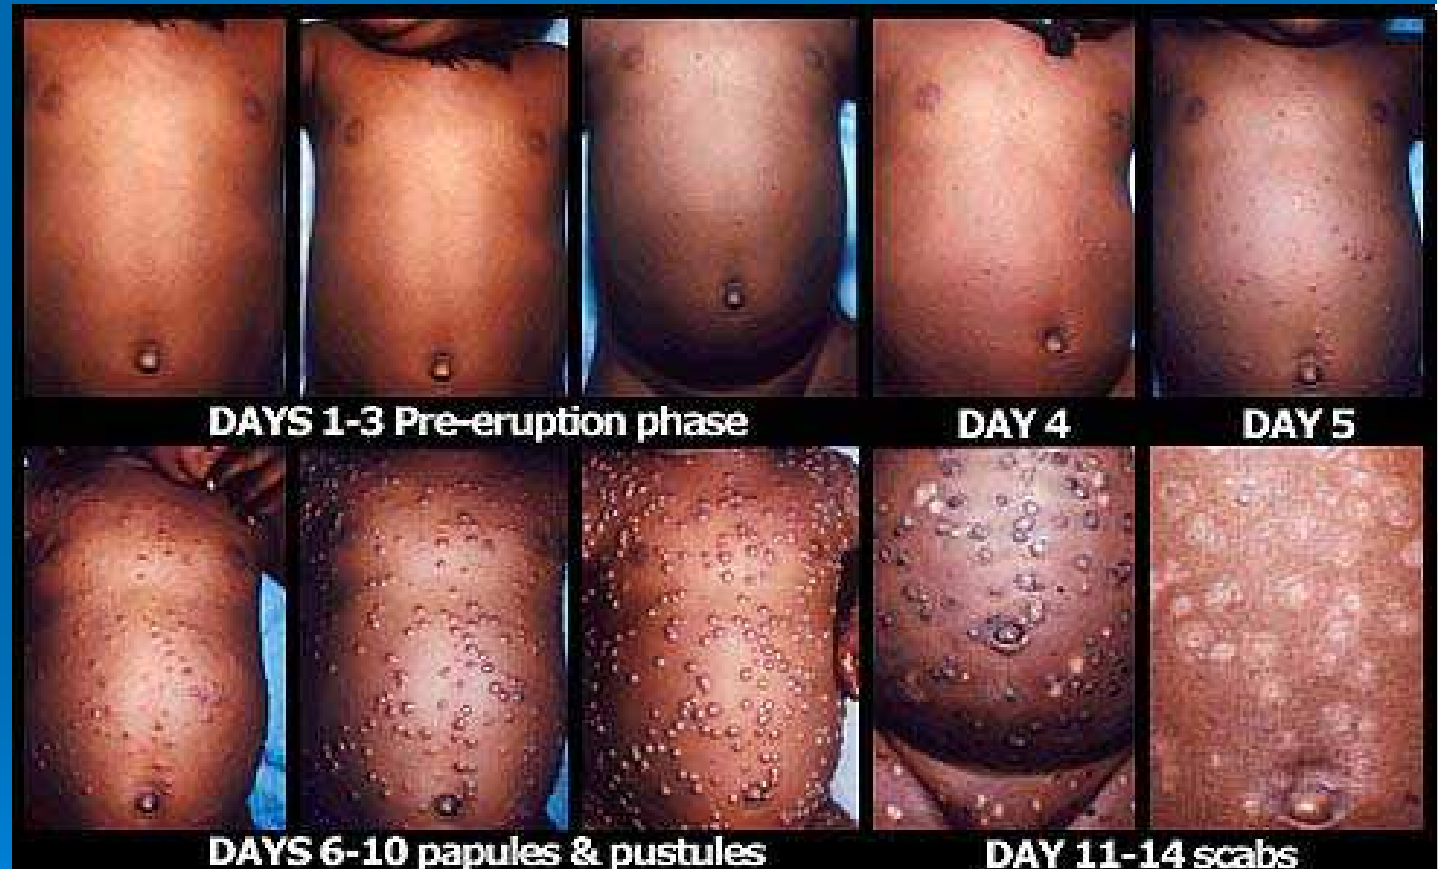 DAYS 1-3 Pre-eruption phase
DAY 4
DAY 5
DAYS 6-10 papules & pustules
DAY 11-14 scabs